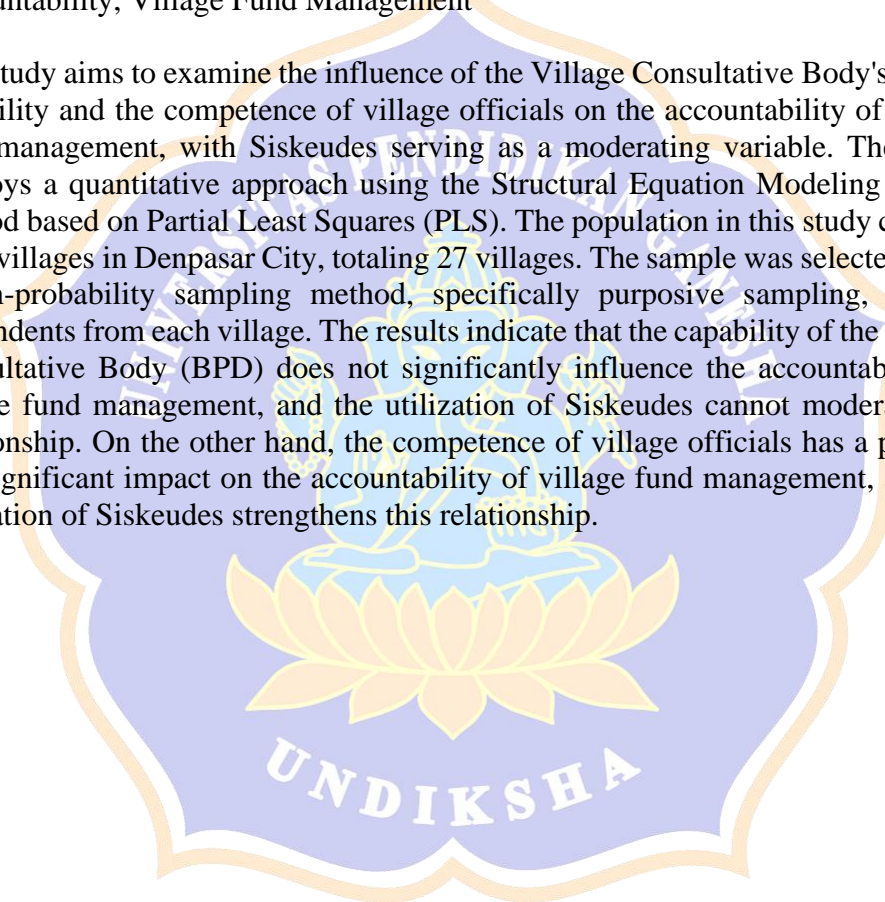 untability, Village Fund Management
study aims to examine the influence of the Village Consultative Body's
ility and the competence of village officials on the accountability of
management, with Siskeudes serving as a moderating variable. The
oys a quantitative approach using the Structural Equation Modeling
od based on Partial Least Squares (PLS). The population in this study c
villages in Denpasar City, totaling 27 villages. The sample was selecte
n-probability sampling method, specifically purposive sampling,
ndents from each village. The results indicate that the capability of the
ultative Body (BPD) does not significantly influence the accountab
e fund management, and the utilization of Siskeudes cannot modera
onship. On the other hand, the competence of village officials has a p
ignificant impact on the accountability of village fund management,
ation of Siskeudes strengthens this relationship.
UNIVERSITAS PENDIDIKAN GANESHA
UNDIKSHA